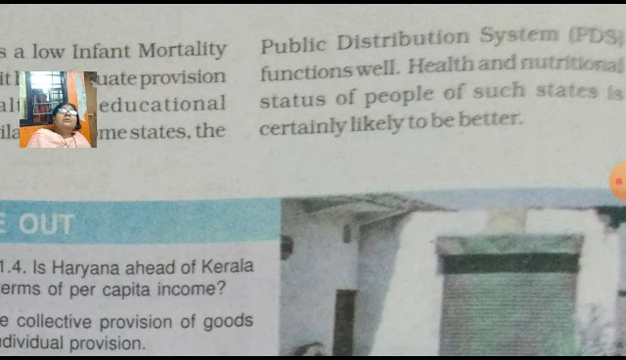 s a low Infant Mortality
it uate provision
educational
me states, the
Public Distribution System (PDS)
functions well. Health and nutritional
status of people of such states is
certainly likely to be better.
OUT
1.4. Is Haryana ahead of Kerala
erms of per capita income?
e collective provision of goods
dividual provision.